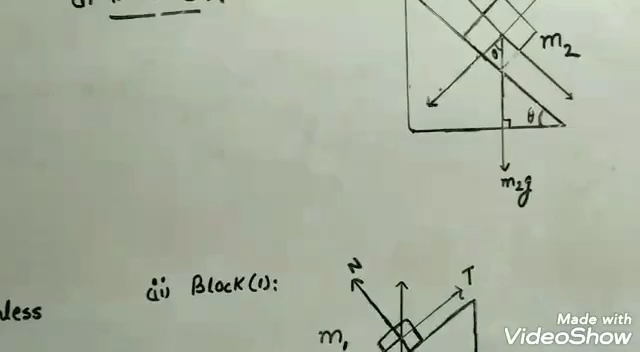 m2
θ
θ
m2g
(ii) Block(1):
N
T
less
m1
Made with
VideoShow